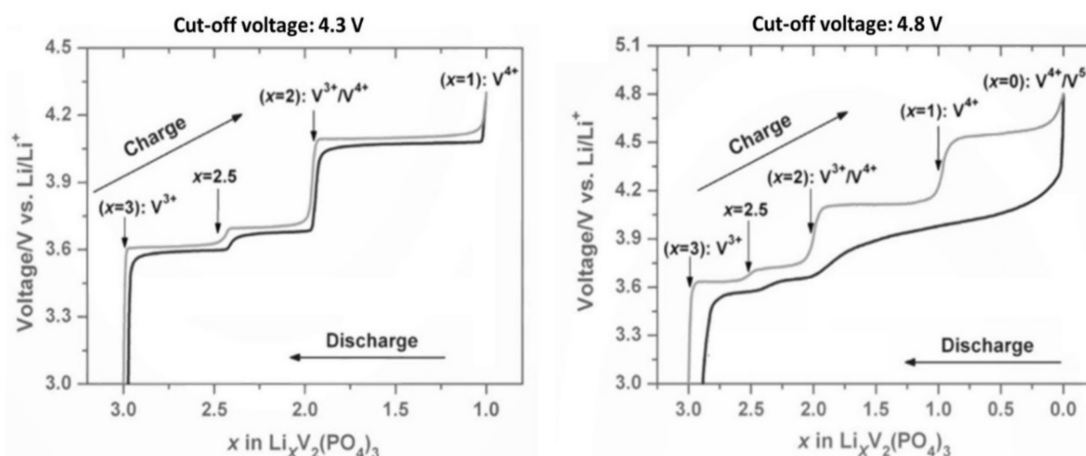 Cut-off voltage: 4.3 V
4.5
4.2
3.9
3.6
3.3
3.0
Voltage/V vs. Li/Li⁺
Charge
(x=1): V⁴⁺
(x=2): V³⁺/V⁴⁺
x=2.5
(x=3): V³⁺
Discharge
3.0 2.5 2.0 1.5 1.0
x in LiₓV₂(PO₄)₃
Cut-off voltage: 4.8 V
5.1
4.8
4.5
4.2
3.9
3.6
3.3
3.0
Voltage/V vs. Li/Li⁺
Charge
(x=0): V⁴⁺/V⁵
(x=1): V⁴⁺
(x=2): V³⁺/V⁴⁺
x=2.5
(x=3): V³⁺
Discharge
3.0 2.5 2.0 1.5 1.0 0.5 0.0
x in LiₓV₂(PO₄)₃